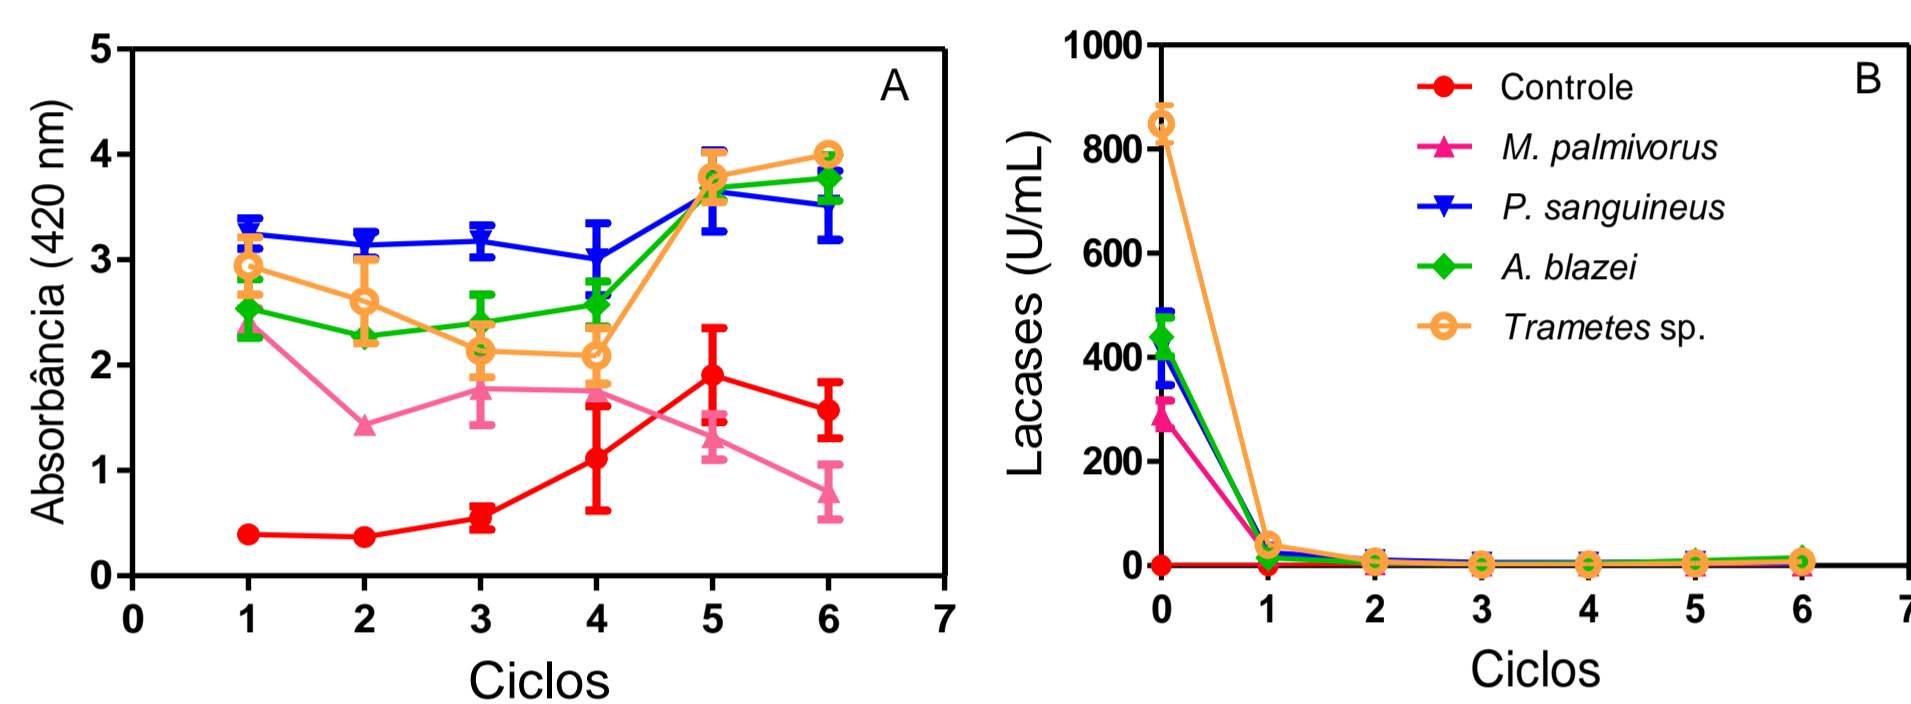 A
Absorbância (420 nm)
5
4
3
2
1
0
0 1 2 3 4 5 6 7
Ciclos
B
Lacases (U/mL)
1000
800
600
400
200
0
Controle
M. palmivorus
P. sanguineus
A. blazei
Trametes sp.
0 1 2 3 4 5 6 7
Ciclos